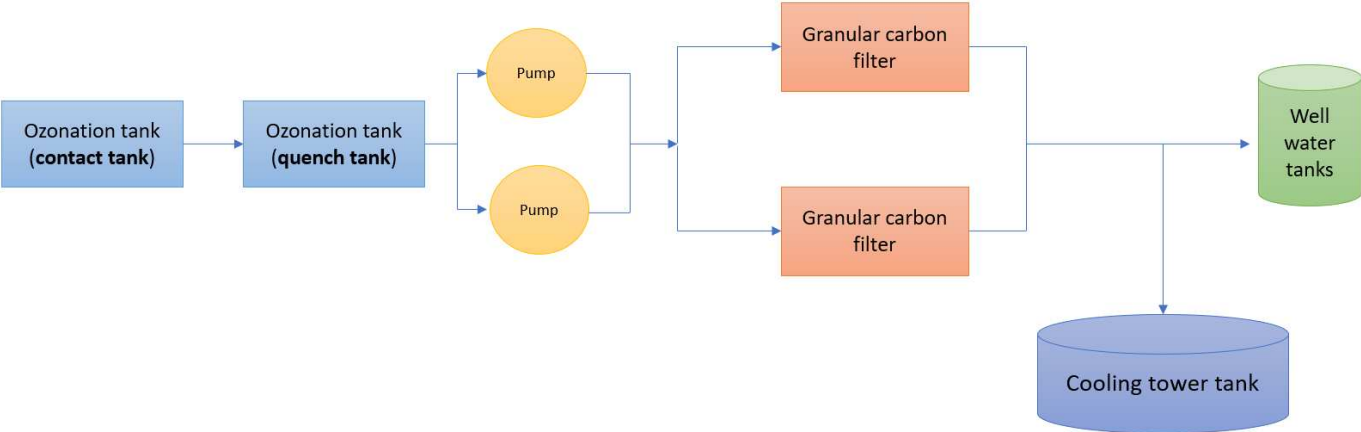 Ozonation tank
(contact tank)
Ozonation tank
(quench tank)
Pump
Pump
Granular carbon
filter
Granular carbon
filter
Well
water
tanks
Cooling tower tank